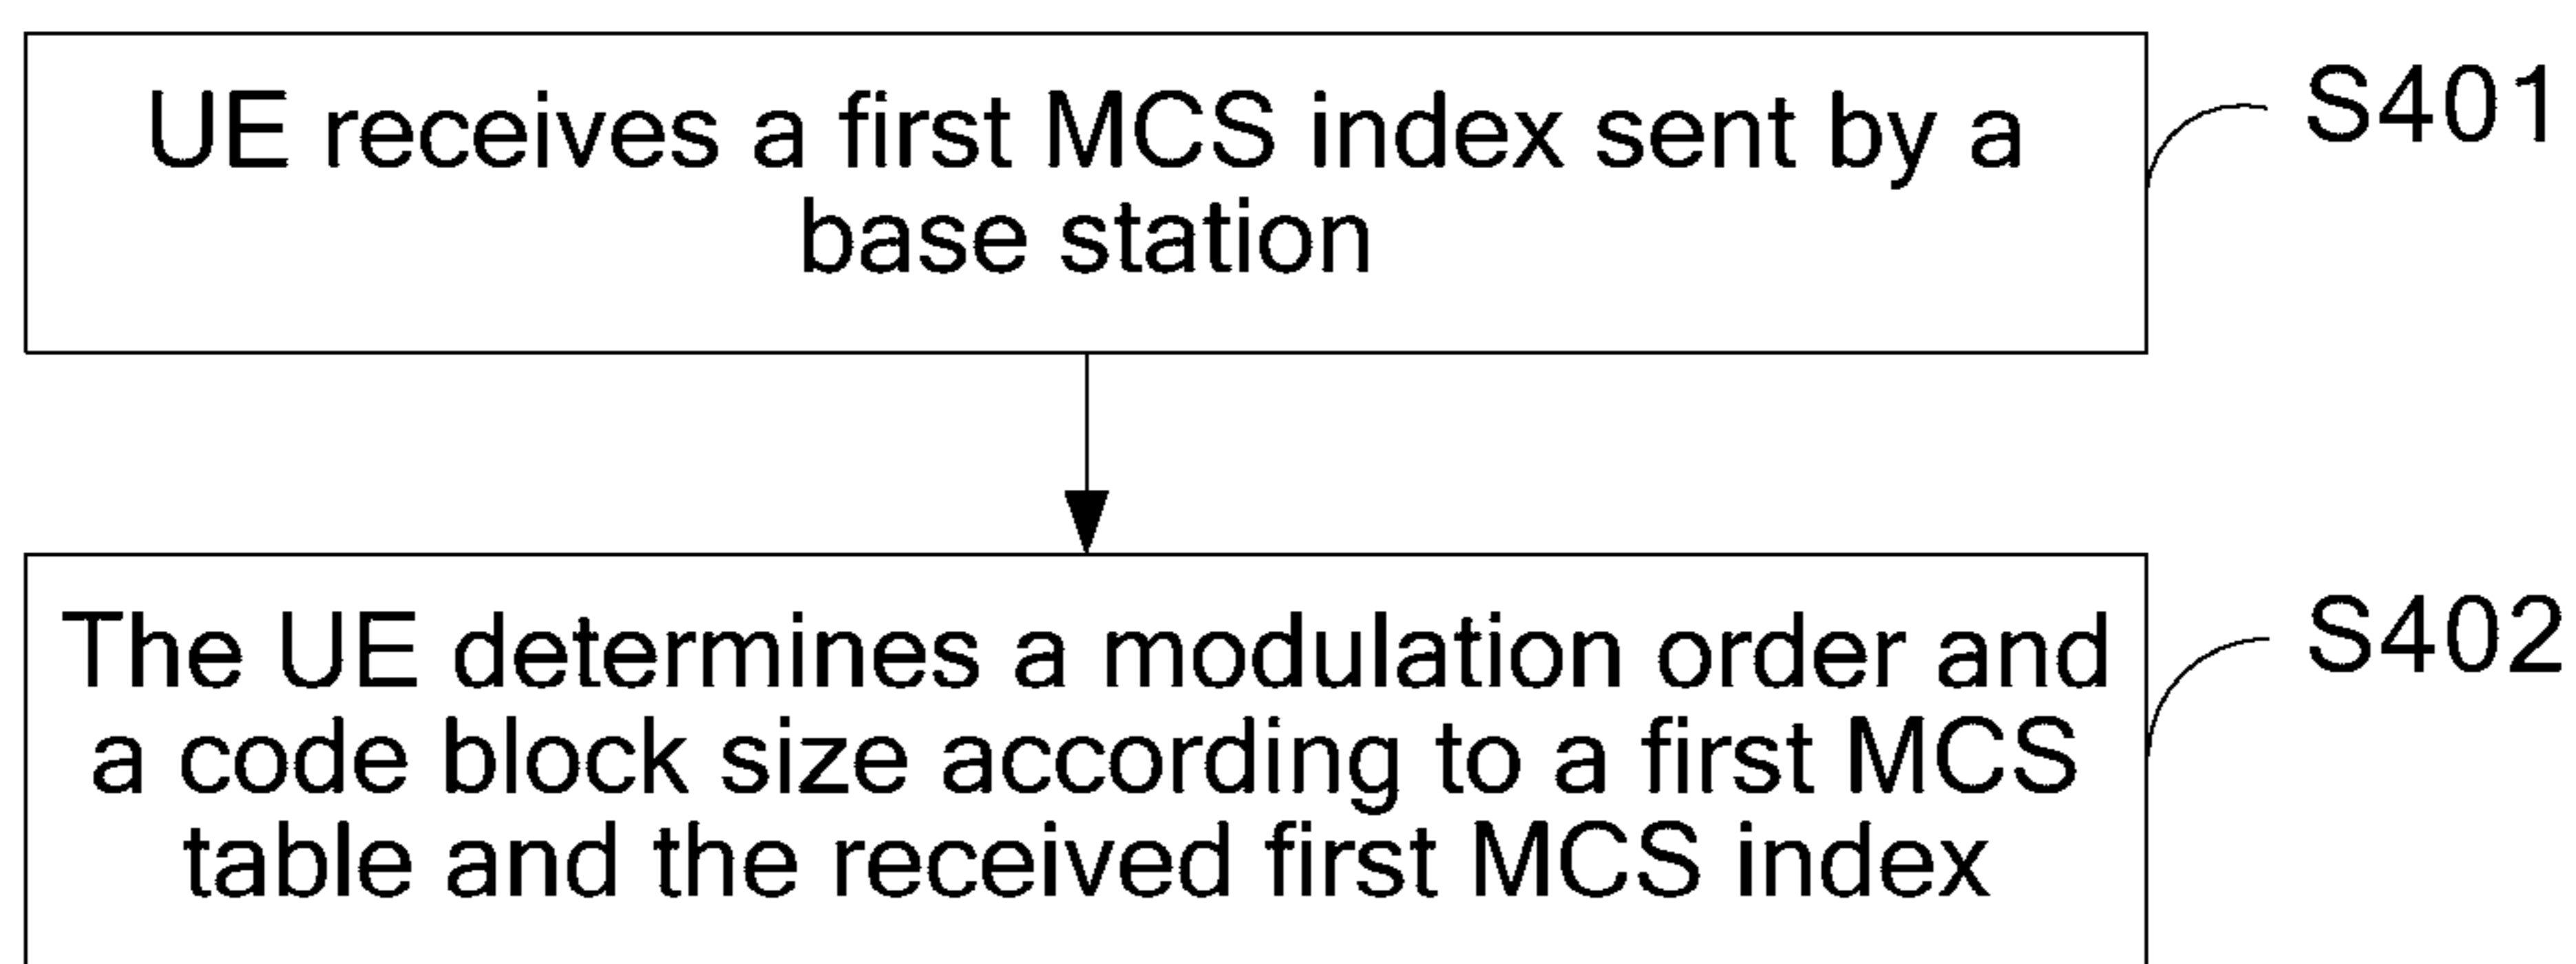 UE receives a first MCS index sent by a
base station
S401
The UE determines a modulation order and
a code block size according to a first MCS
table and the received first MCS index
S402